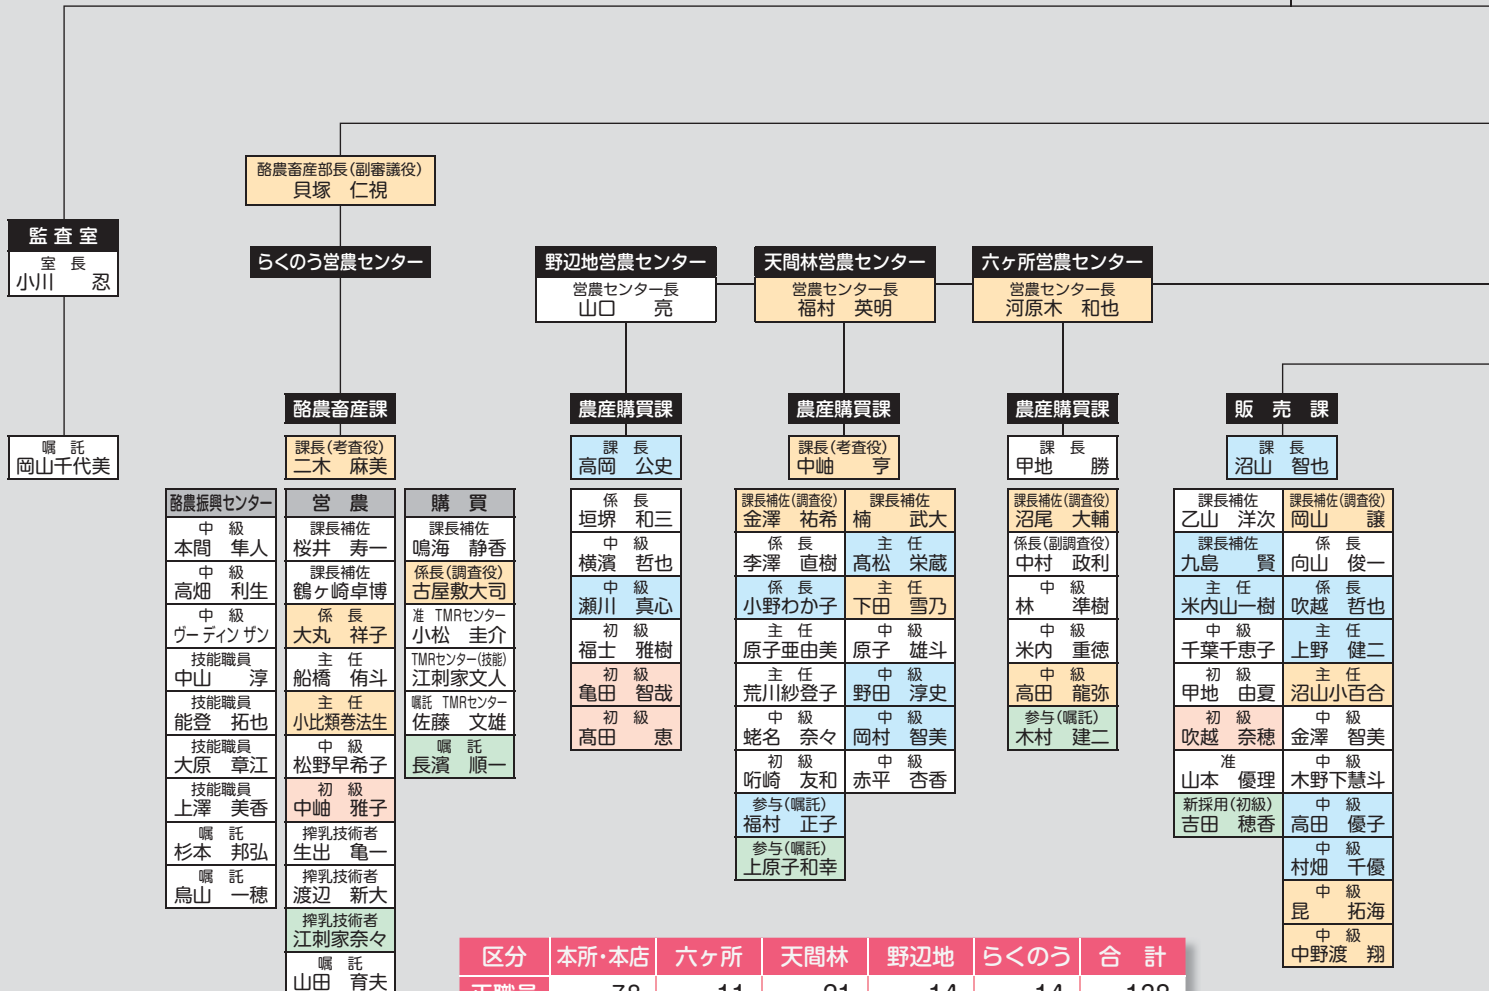 酪農畜産部長(副審議役)
貝塚　仁視
監査室
室　長
小川　　忍
嘱　託
岡山千代美
らくのう営農センター
酪農畜産課
課長(考査役)
二木　麻美
酪農振興センター
中　級
本間　隼人
中　級
高畑　利生
中　級
ヴーディンザン
技能職員
中山　　淳
技能職員
能登　拓也
技能職員
大原　章江
技能職員
上澤　美香
嘱　託
杉本　邦弘
嘱　託
鳥山　一穂
営　農
課長補佐
桜井　寿一
課長補佐
鶴ヶ崎卓博
係　長
大丸　祥子
主　任
船橋　侑斗
主　任
小比類巻法生
中　級
松野早希子
初　級
中岫　雅子
搾乳技術者
生出　亀一
搾乳技術者
渡辺　新大
搾乳技術者
江刺家奈々
嘱　託
山田　育夫
購　買
課長補佐
鳴海　静香
係長(調査役)
古屋敷大司
准　TMRセンター
小松　圭介
TMRセンター(技能)
江刺家文人
嘱託　TMRセンター
佐藤　文雄
嘱　託
長濱　順一
野辺地営農センター
営農センター長
山口　　亮
農産購買課
課　長
高岡　公史
係　長
垣堺　和三
中　級
横濱　哲也
中　級
瀬川　真心
初　級
福士　雅樹
初　級
亀田　智哉
初　級
髙田　　恵
天間林営農センター
営農センター長
福村　英明
農産購買課
課長(考査役)
中岫　　亨
課長補佐(調査役)
金澤　祐希
係　長
李澤　直樹
係　長
小野わか子
主　任
原子亜由美
主　任
荒川紗登子
中　級
蛯名　奈々
初　級
哘崎　友和
参与(嘱託)
福村　正子
参与(嘱託)
上原子和幸
課長補佐
楠　　武大
主　任
髙松　栄蔵
主　任
下田　雪乃
中　級
原子　雄斗
中　級
野田　淳史
中　級
岡村　智美
中　級
赤平　杏香
六ヶ所営農センター
営農センター長
河原木　和也
農産購買課
課　長
甲地　　勝
課長補佐(調査役)
沼尾　大輔
係長(副調査役)
中村　政利
中　級
林　　準樹
中　級
米内　重徳
中　級
高田　龍弥
参与(嘱託)
木村　建二
販　売　課
課　長
沼山　智也
課長補佐
乙山　洋次
課長補佐
九島　　賢
主　任
米内山一樹
中　級
千葉千恵子
初　級
甲地　由夏
初　級
吹越　奈穂
准
山本　優理
新採用(初級)
吉田　穂香
課長補佐(調査役)
岡山　　譲
係　長
向山　俊一
係　長
吹越　哲也
主　任
上野　健二
主　任
沼山小百合
中　級
金澤　智美
中　級
木野下慧斗
中　級
高田　優子
中　級
村畑　千優
中　級
昆　　拓海
中　級
中野渡　翔
区分　本所・本店　六ヶ所　天間林　野辺地　らくのう　合　計
正職員　78　11　21　14　14　138